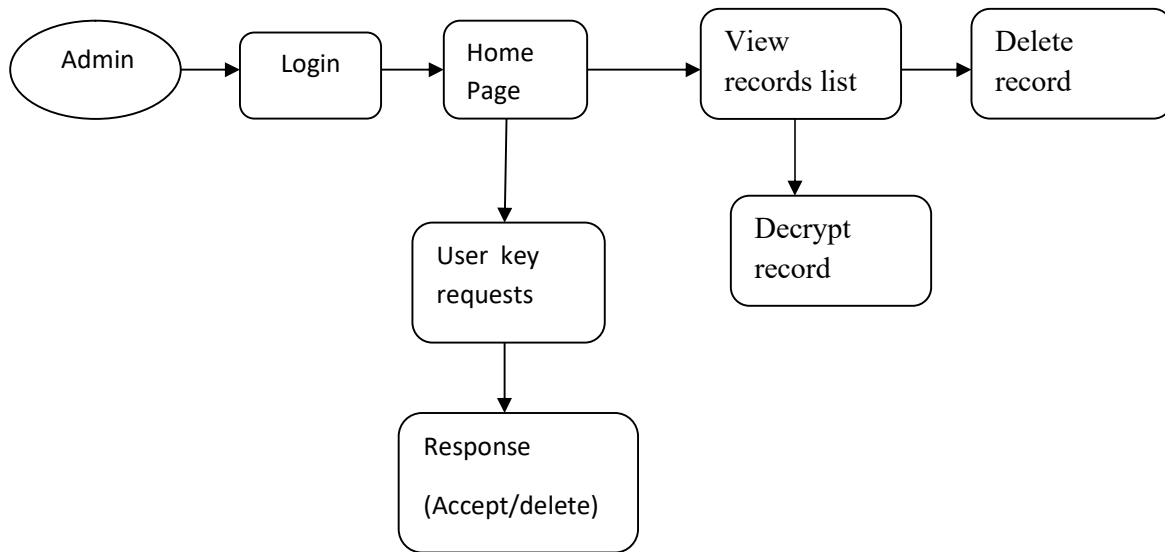 Admin
Login
Home
Page
View
records list
Delete
record
Decrypt
record
User key
requests
Response
(Accept/delete)